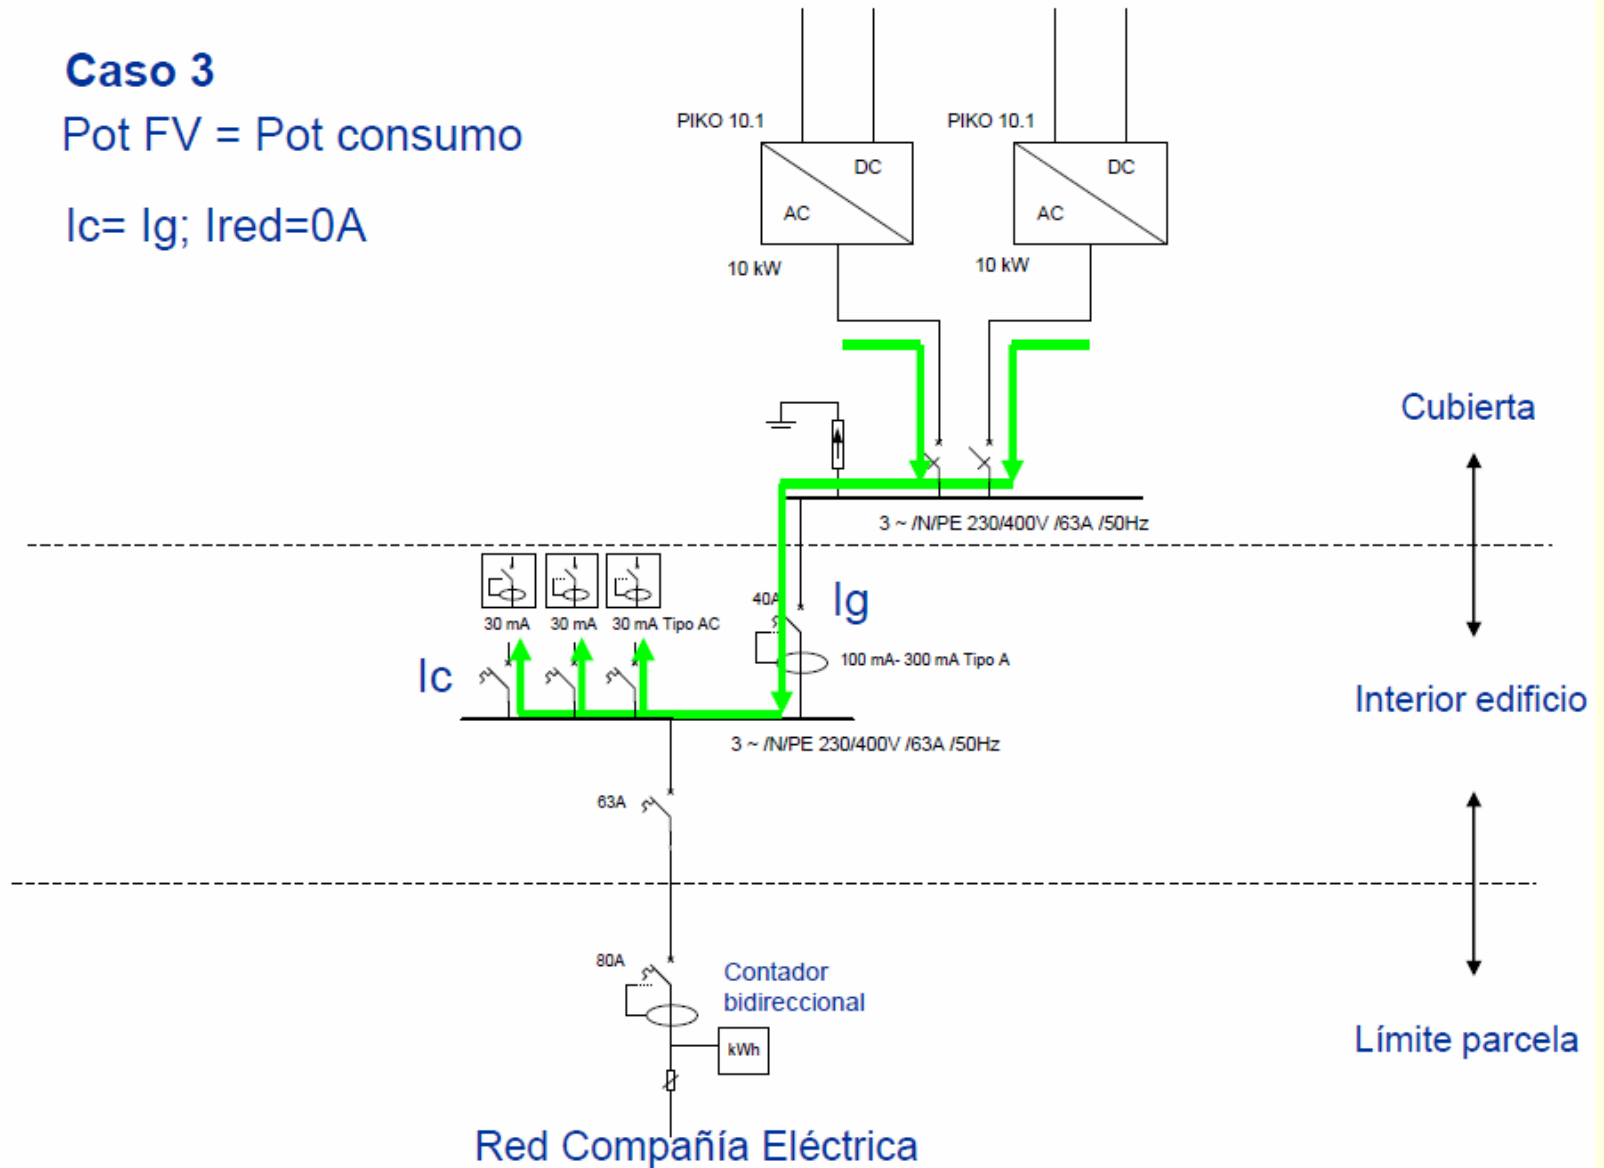 Caso 3
Pot FV = Pot consumo
Ic= Ig; Ired=0A
PIKO 10.1
PIKO 10.1
DC
AC
DC
AC
10 kW
10 kW
Cubierta
3 ~ /N/PE 230/400V /63A /50Hz
40A
Ig
30 mA
30 mA
30 mA Tipo AC
100 mA- 300 mA Tipo A
Ic
Interior edificio
3 ~ /N/PE 230/400V /63A /50Hz
63A
80A
Contador
bidireccional
kWh
Límite parcela
Red Compañía Eléctrica